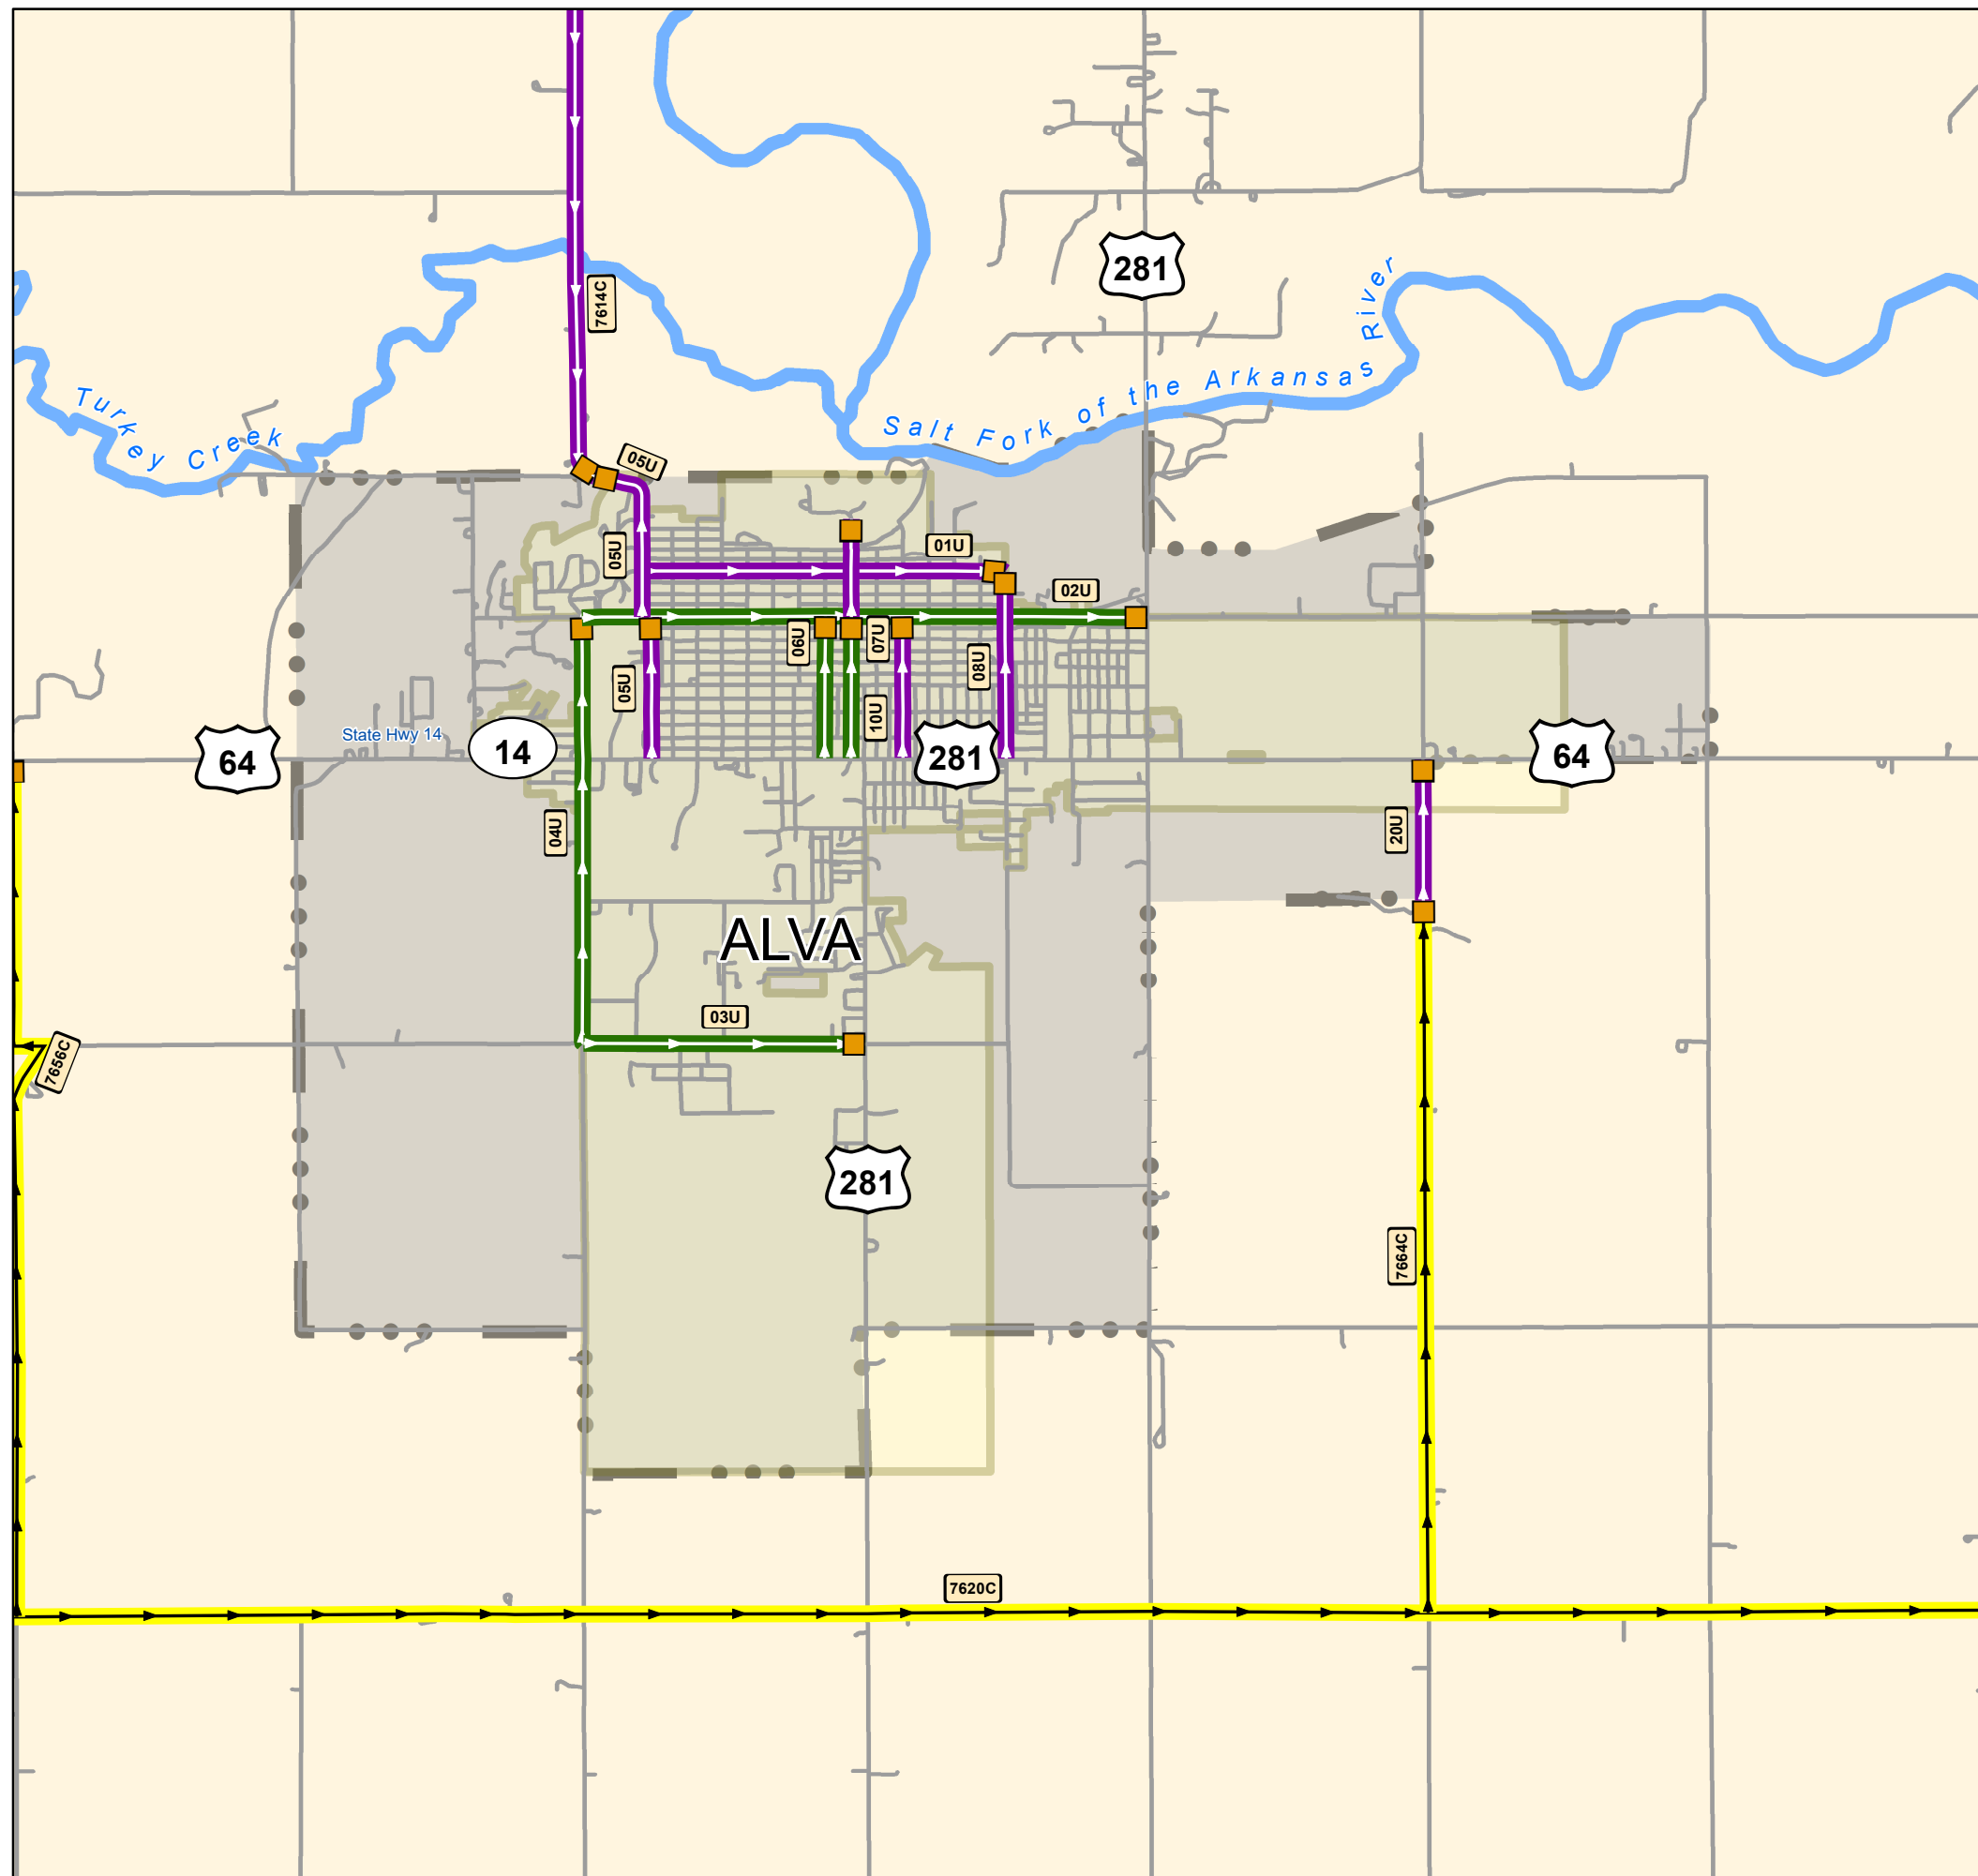 281
7614C
River
Salt Fork of the Arkansas
Turkey Creek
05U
05U
01U
02U
06U
07U
08U
05U
10U
State Hwy 14
64
14
281
64
04U
20U
ALVA
03U
7656C
281
7664C
7620C